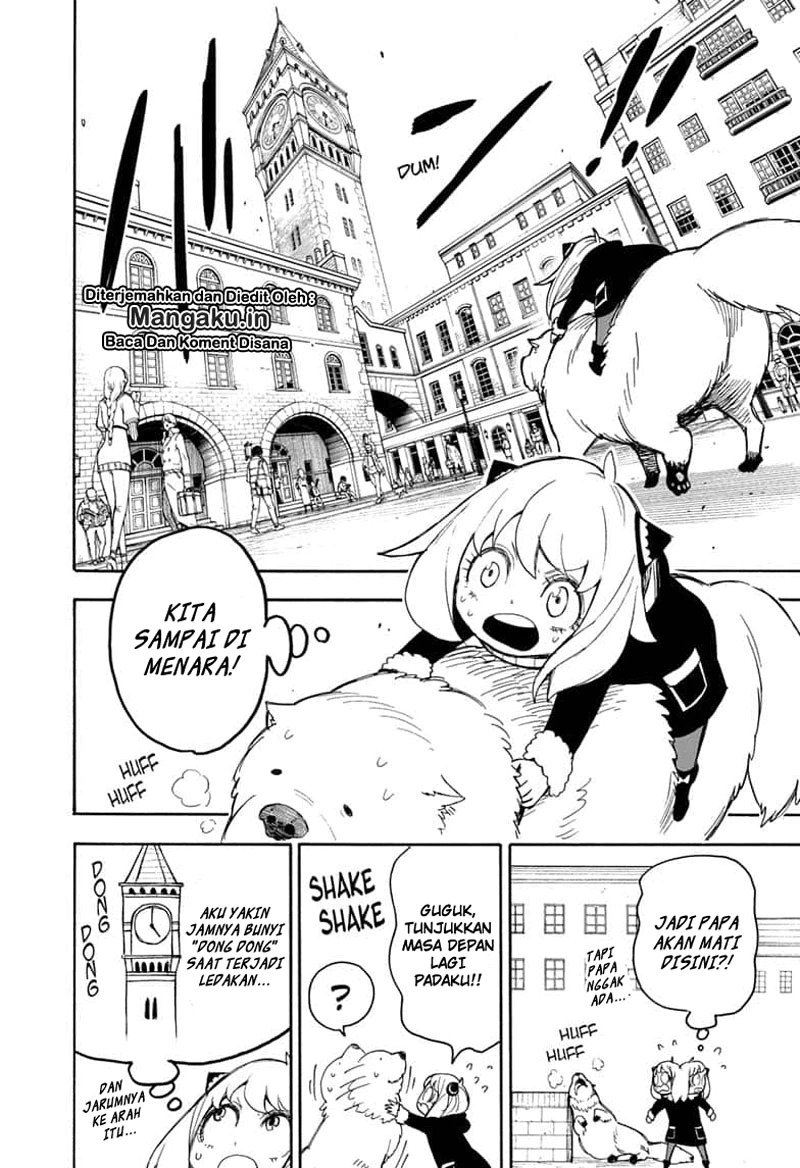 DUM!
Diterjemahkan dan Diedit Oleh :
Mangaku.in
Baca Dan Koment Disana
KITA
SAMPAI DI
MENARA!
HUFF
HUFF
JADI PAPA
AKAN MATI
DISINI?!
TAPI
PAPA
NGGAK
ADA...
HUFF
HUFF
GUGUK,
TUNJUKKAN
MASA DEPAN
LAGI
PADAKU!!
SHAKE
SHAKE
?
AKU YAKIN
JAMNYA BUNYI
"DONG DONG"
SAAT TERJADI
LEDAKAN...
DONG
DONG
DAN
JARUMNYA
KE ARAH
ITU...